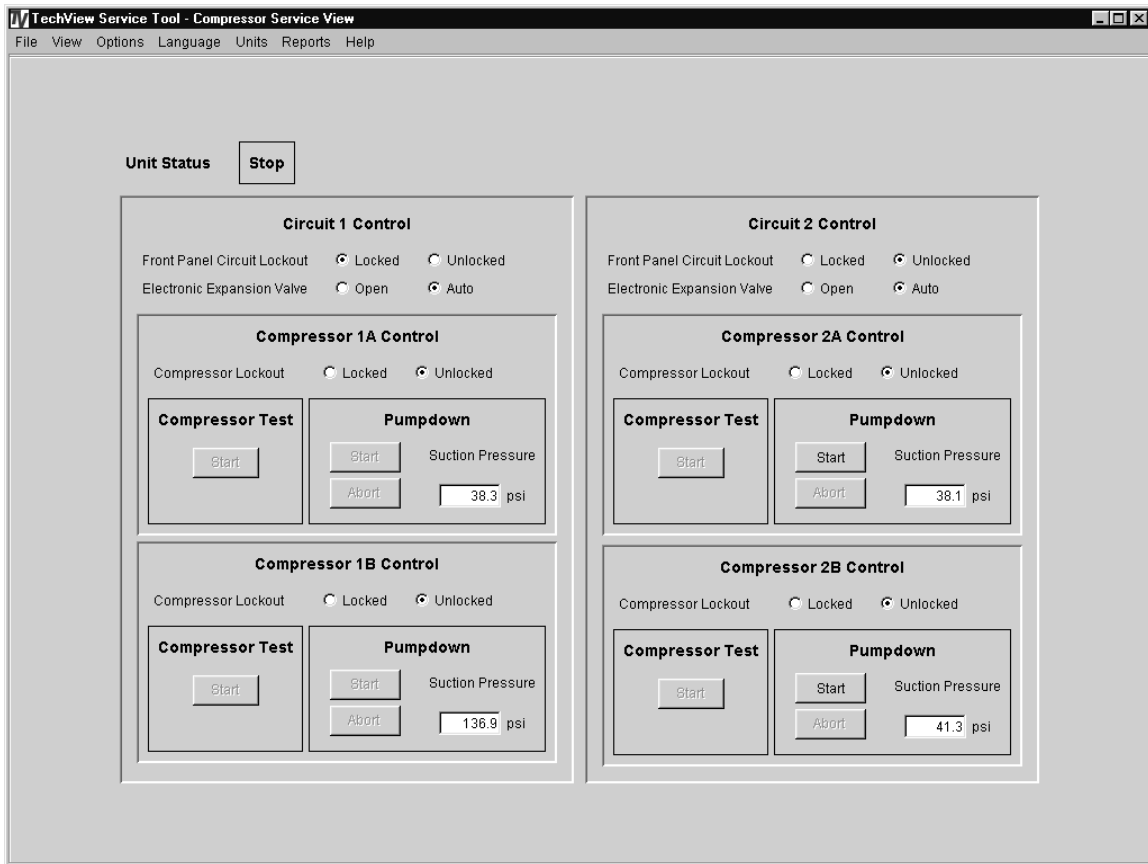 TechView Service Tool - Compressor Service View
File View Options Language Units Reports Help
Unit Status Stop
Circuit 1 Control
Front Panel Circuit Lockout Locked Unlocked
Electronic Expansion Valve Open Auto
Compressor 1A Control
Compressor Lockout Locked Unlocked
Compressor Test
Start
Pumpdown
Start Suction Pressure
Abort 38.3 psi
Compressor 1B Control
Compressor Lockout Locked Unlocked
Compressor Test
Start
Pumpdown
Start Suction Pressure
Abort 136.9 psi
Circuit 2 Control
Front Panel Circuit Lockout Locked Unlocked
Electronic Expansion Valve Open Auto
Compressor 2A Control
Compressor Lockout Locked Unlocked
Compressor Test
Start
Pumpdown
Start Suction Pressure
Abort 38.1 psi
Compressor 2B Control
Compressor Lockout Locked Unlocked
Compressor Test
Start
Pumpdown
Start Suction Pressure
Abort 41.3 psi